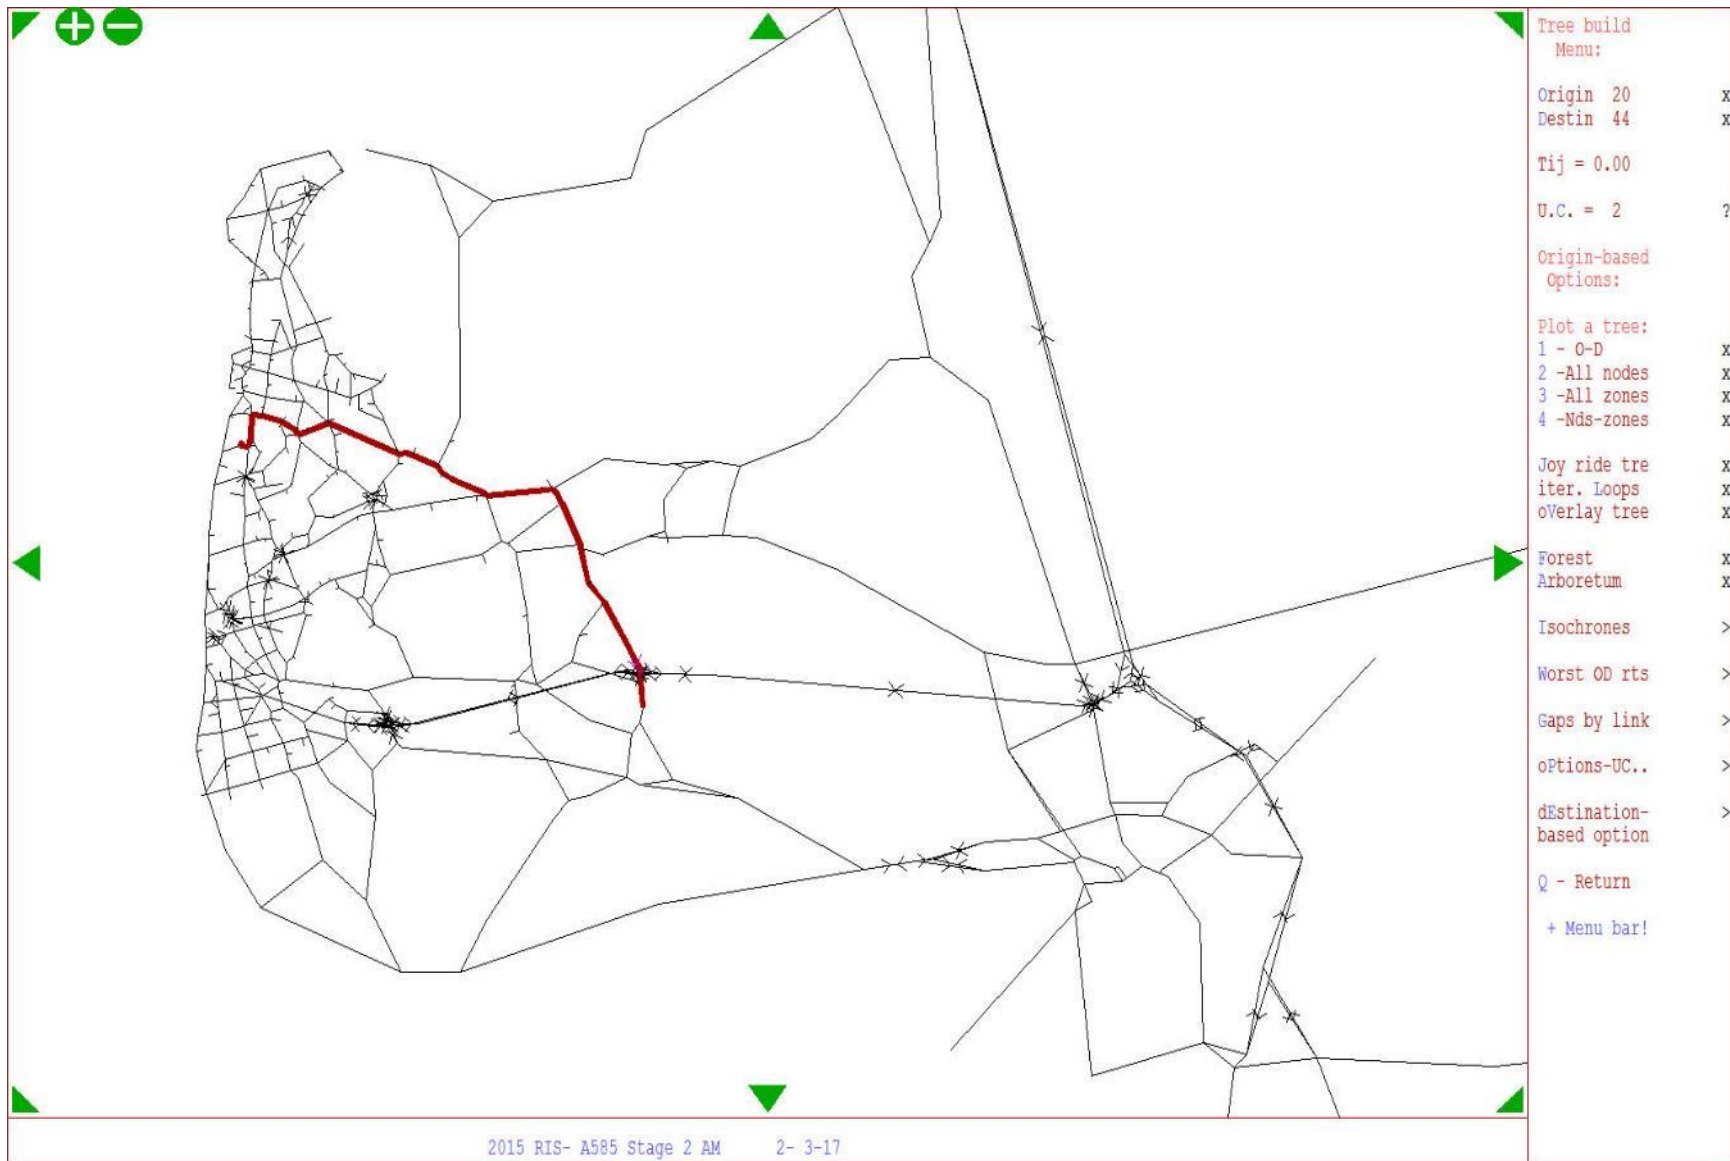 Tree build
Menu:
Origin 20 x
Destin 44 x
Tij = 0.00
U.C. = 2 ?
Origin-based
Options:
Plot a tree:
1 - O-D x
2 -All nodes x
3 -All zones x
4 -Nds-zones x
Joy ride tre x
iter. Loops x
oVerlay tree x
Forest x
Arboretum x
Isochrones >
Worst OD rts >
Gaps by link >
oPtions-UC.. >
dEstination- >
based option
Q - Return
+ Menu bar!
2015 RIS- A585 Stage 2 AM 2- 3-17